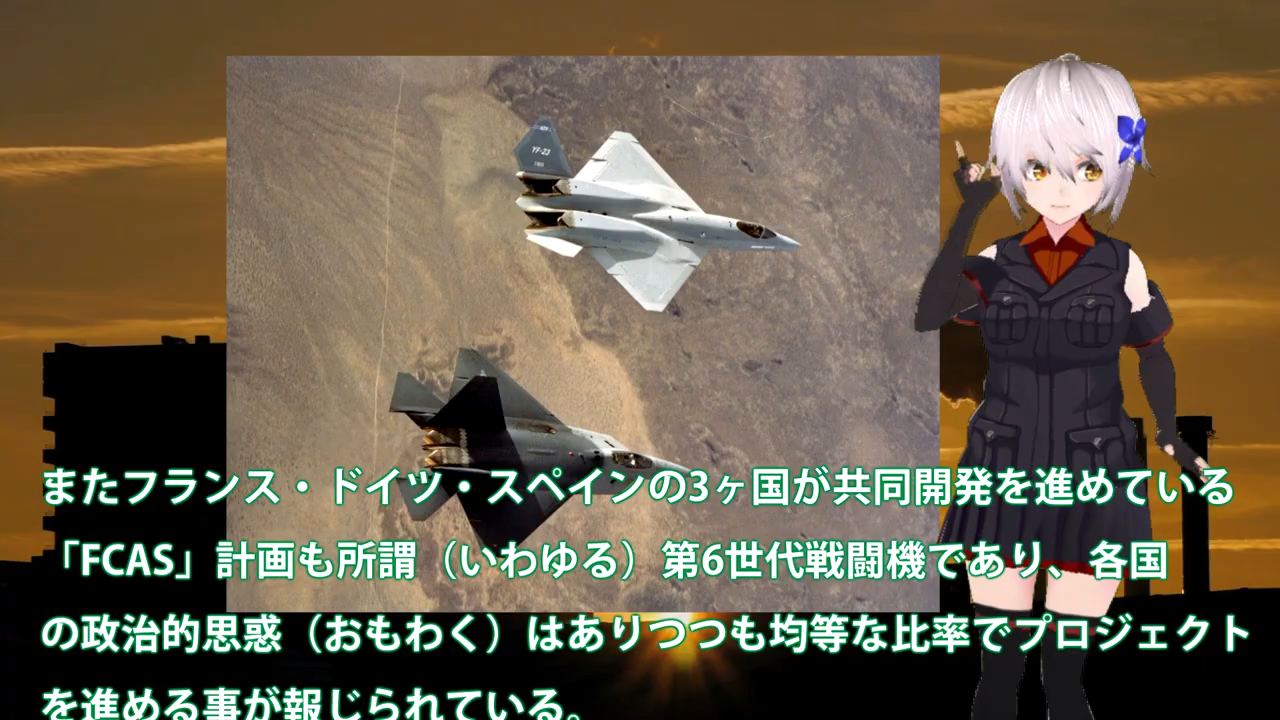 YF-23
またフランス・ドイツ・スペインの3ヶ国が共同開発を進めている
「FCAS」計画も所謂（いわゆる）第6世代戦闘機であり、各国
の政治的思惑（おもわく）はありつつも均等な比率でプロジェクト
を進める事が報じられている。